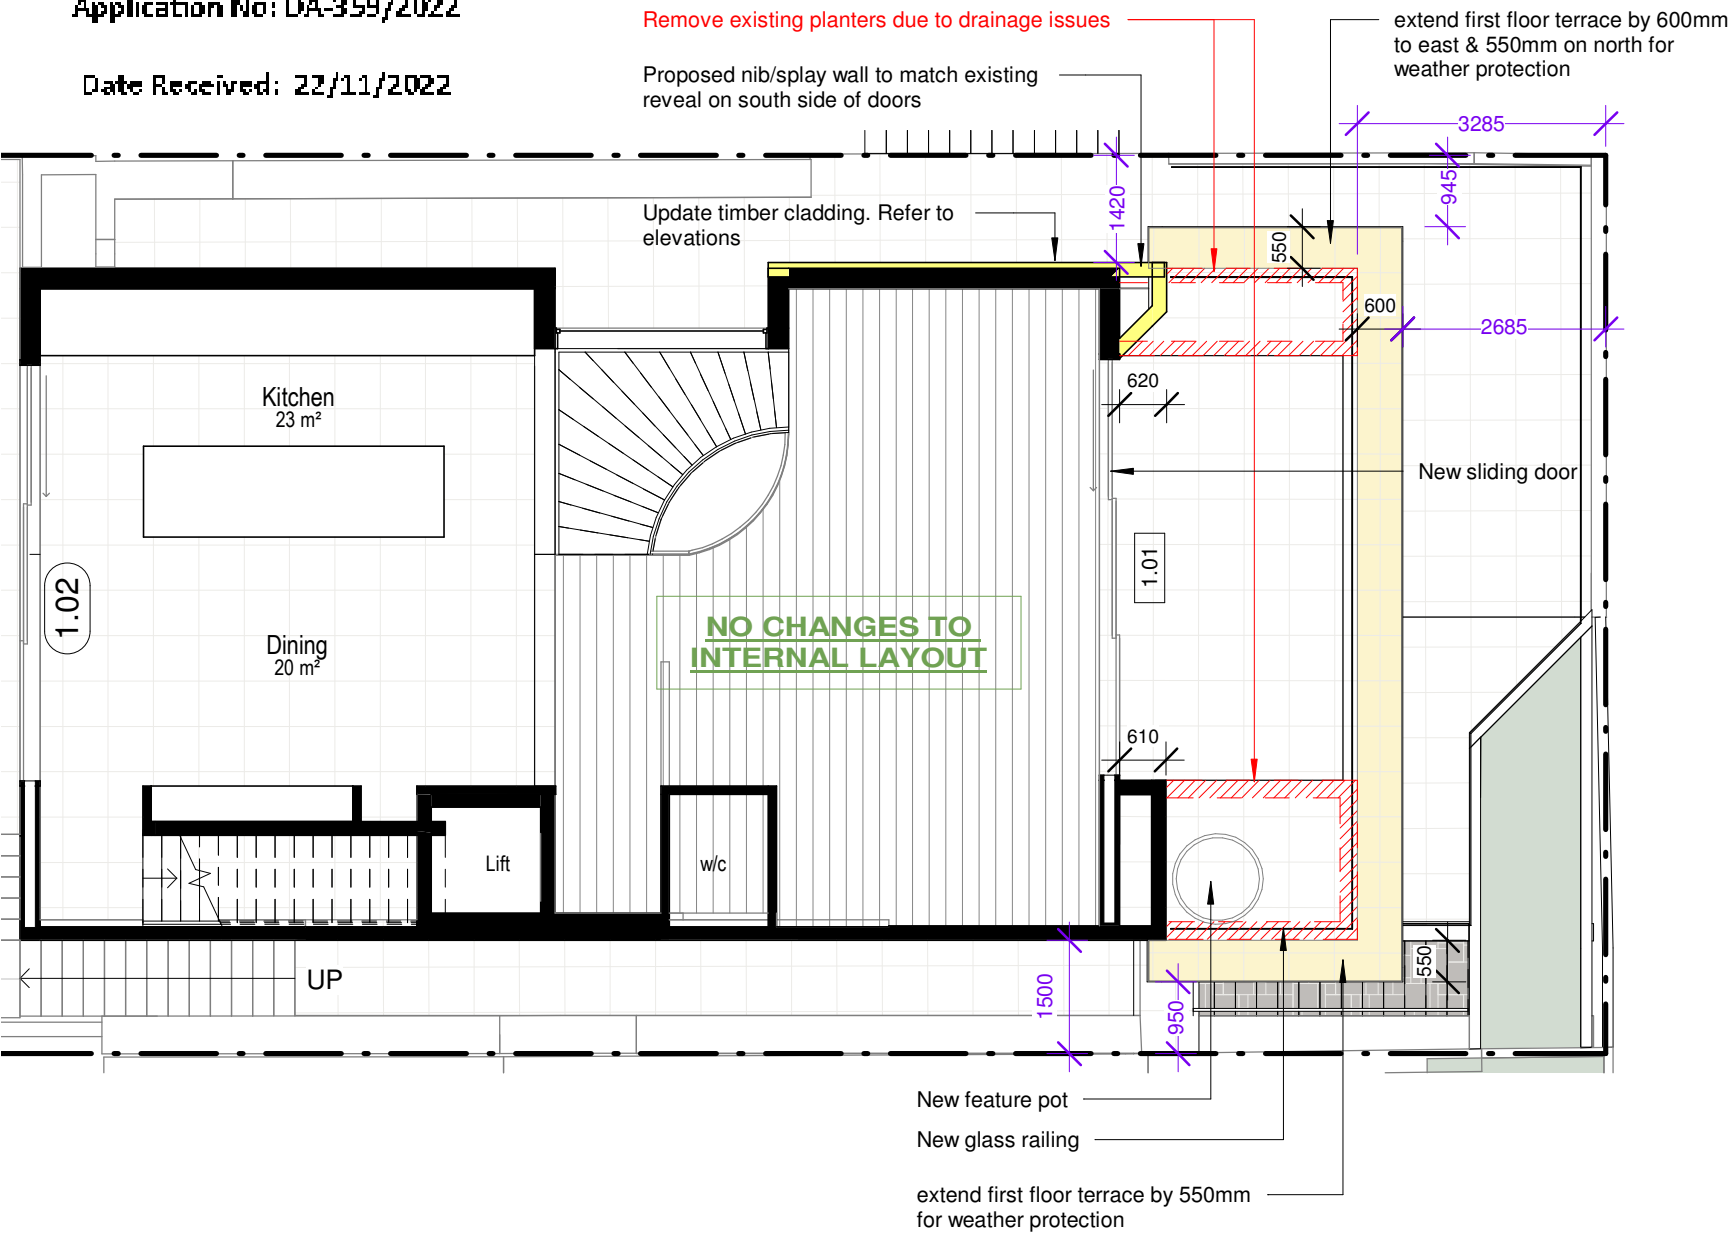 Application No: DA-359/2022
Date Received: 22/11/2022
Remove existing planters due to drainage issues
Proposed nib/splay wall to match existing
reveal on south side of doors
extend first floor terrace by 600mm
to east & 550mm on north for
weather protection
3285
945
1420
Update timber cladding. Refer to
elevations
550
600
2685
620
Kitchen
23 m²
New sliding door
1.01
1.02
Dining
20 m²
NO CHANGES TO
INTERNAL LAYOUT
610
Lift
w/c
UP
1500
950
550
New feature pot
New glass railing
extend first floor terrace by 550mm
for weather protection